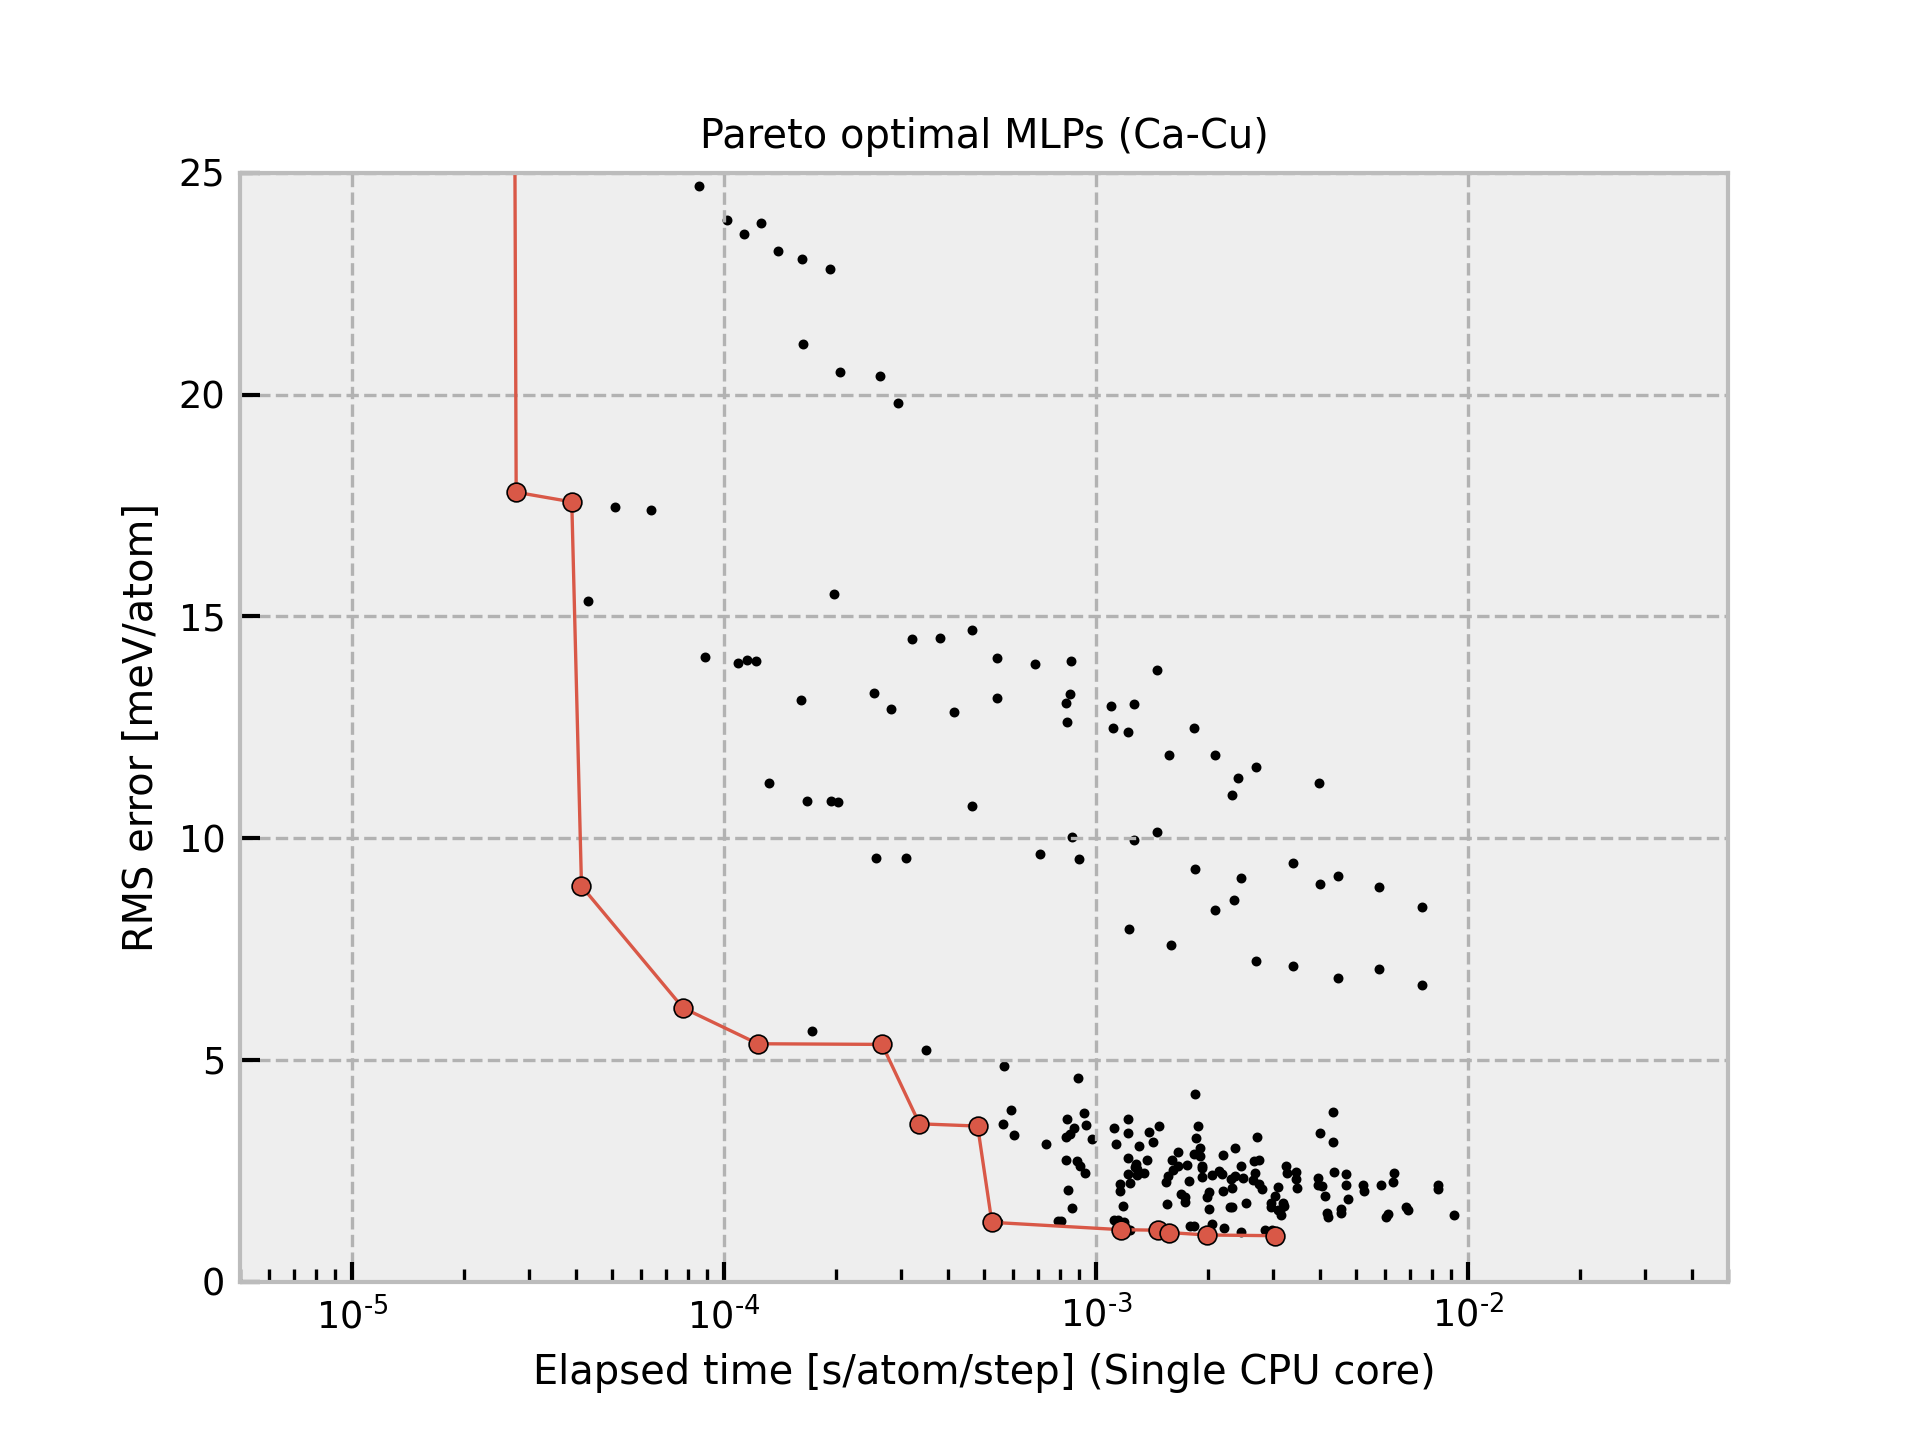 Pareto optimal MLPs (Ca-Cu)
25
20
15
10
5
0
RMS error [meV/atom]
10-5 10-4 10-3 10-2
Elapsed time [s/atom/step] (Single CPU core)